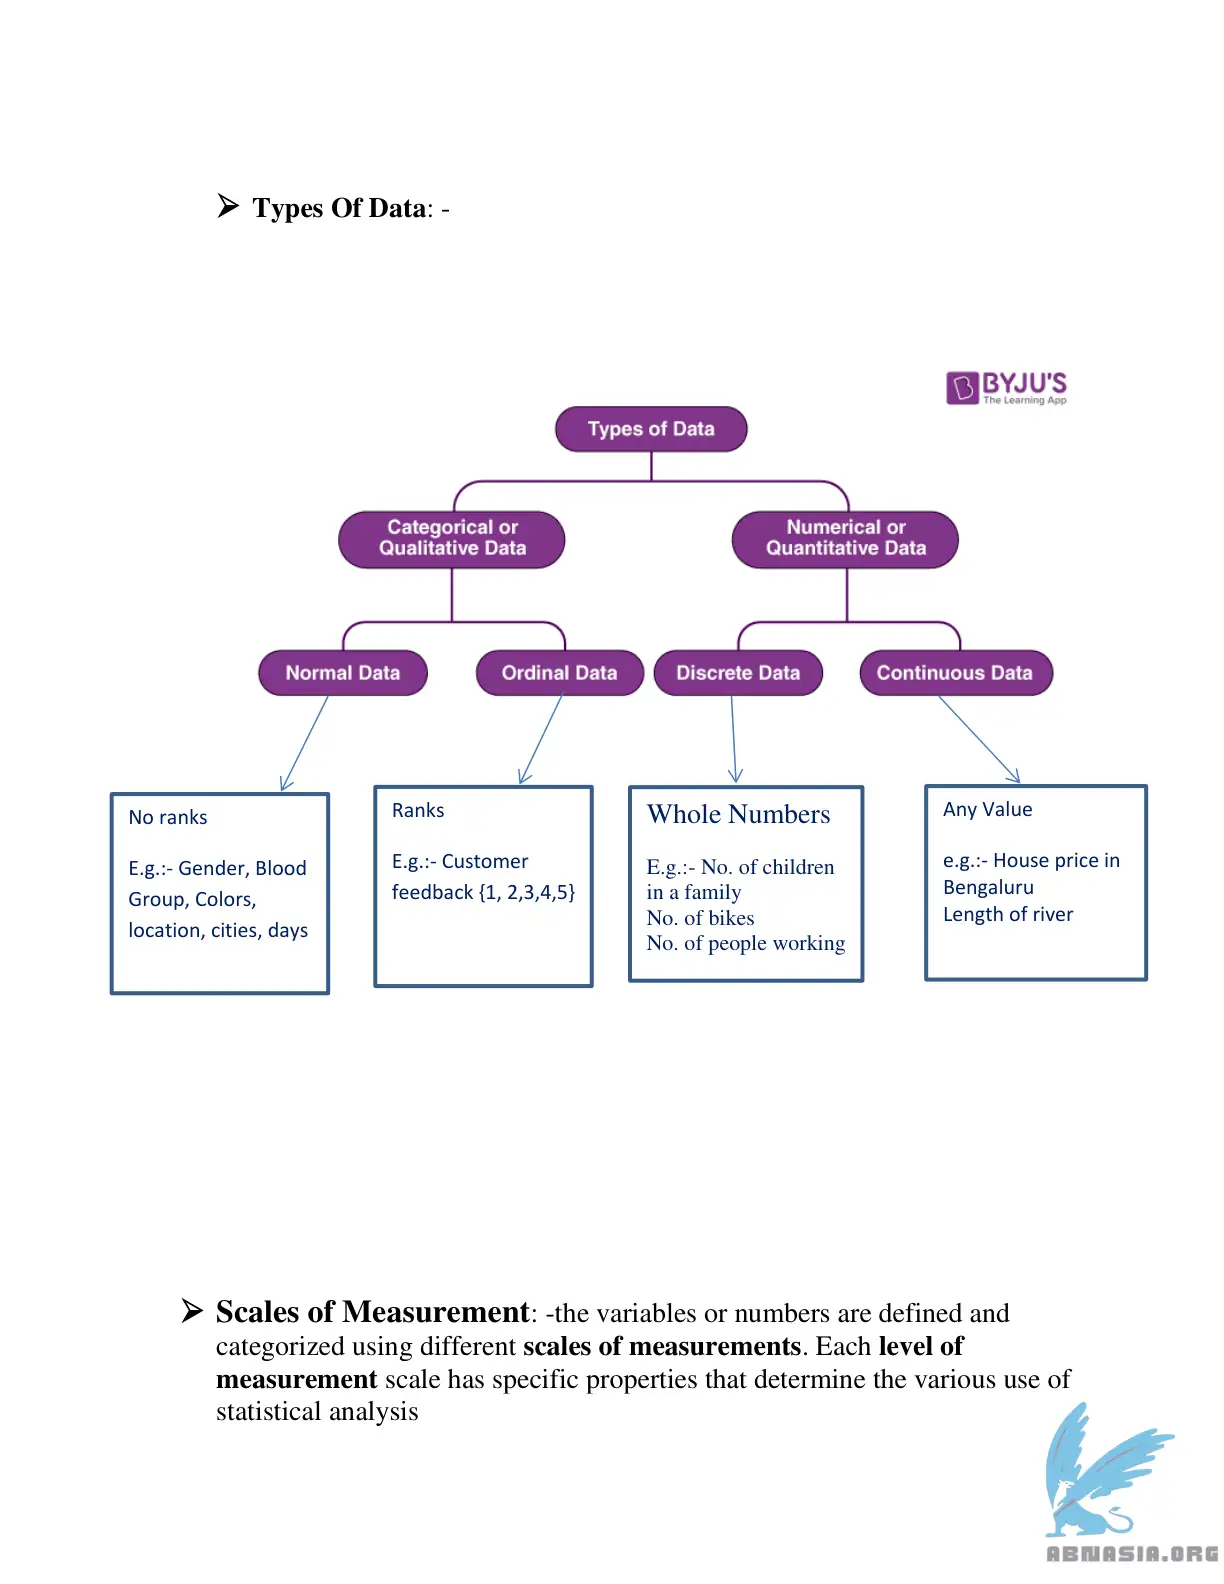 ➢ Types Of Data: -
BYJU'S
The Learning App
Types of Data
Categorical or
Qualitative Data
Numerical or
Quantitative Data
Normal Data
Ordinal Data
Discrete Data
Continuous Data
No ranks
E.g.:- Gender, Blood
Group, Colors,
location, cities, days
Ranks
E.g.:- Customer
feedback {1, 2,3,4,5}
Whole Numbers
E.g.:- No. of children
in a family
No. of bikes
No. of people working
Any Value
e.g.:- House price in
Bengaluru
Length of river
➢ Scales of Measurement: -the variables or numbers are defined and
categorized using different scales of measurements. Each level of
measurement scale has specific properties that determine the various use of
statistical analysis
ABNASIA.ORG